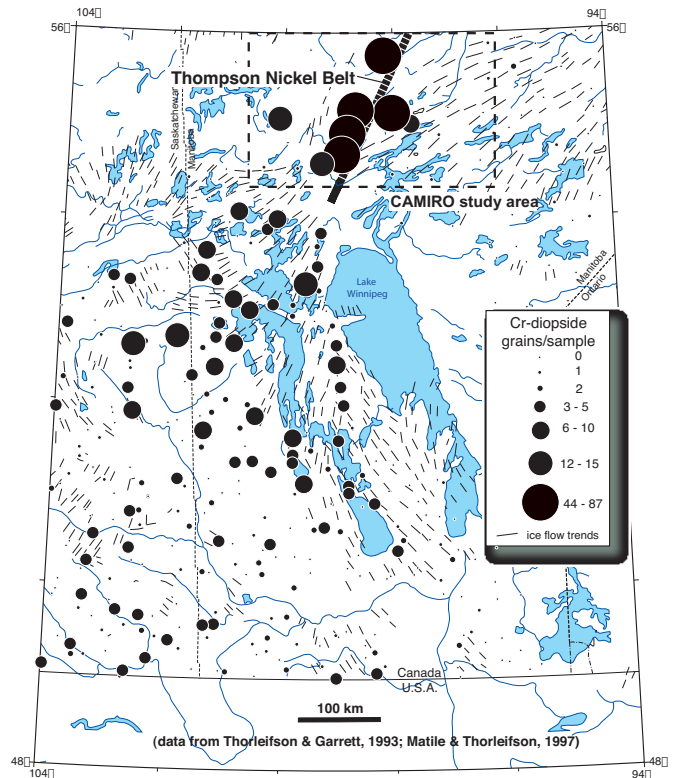 104▯ 94▯
56▯ 56▯
Thompson Nickel Belt
Saskatchewan
Manitoba
CAMIRO study area
Manitoba
Ontario
Lake
Winnipeg
Cr-diopside
grains/sample
0
1
2
3 - 5
6 - 10
12 - 15
44 - 87
ice flow trends
Canada
U.S.A.
100 km
(data from Thorleifson & Garrett, 1993; Matile & Thorleifson, 1997)
48▯ 48▯
104▯ 94▯